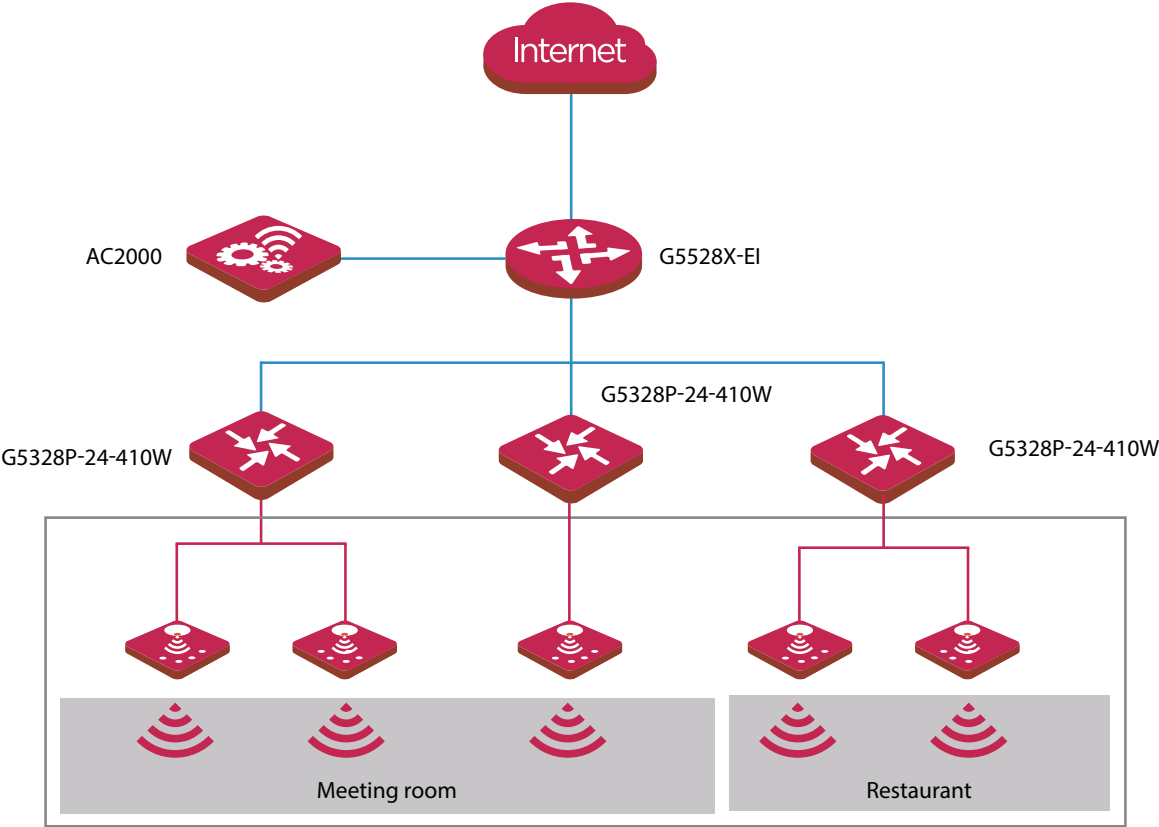 Internet
AC2000
G5528X-EI
G5328P-24-410W
G5328P-24-410W
G5328P-24-410W
Meeting room
Restaurant